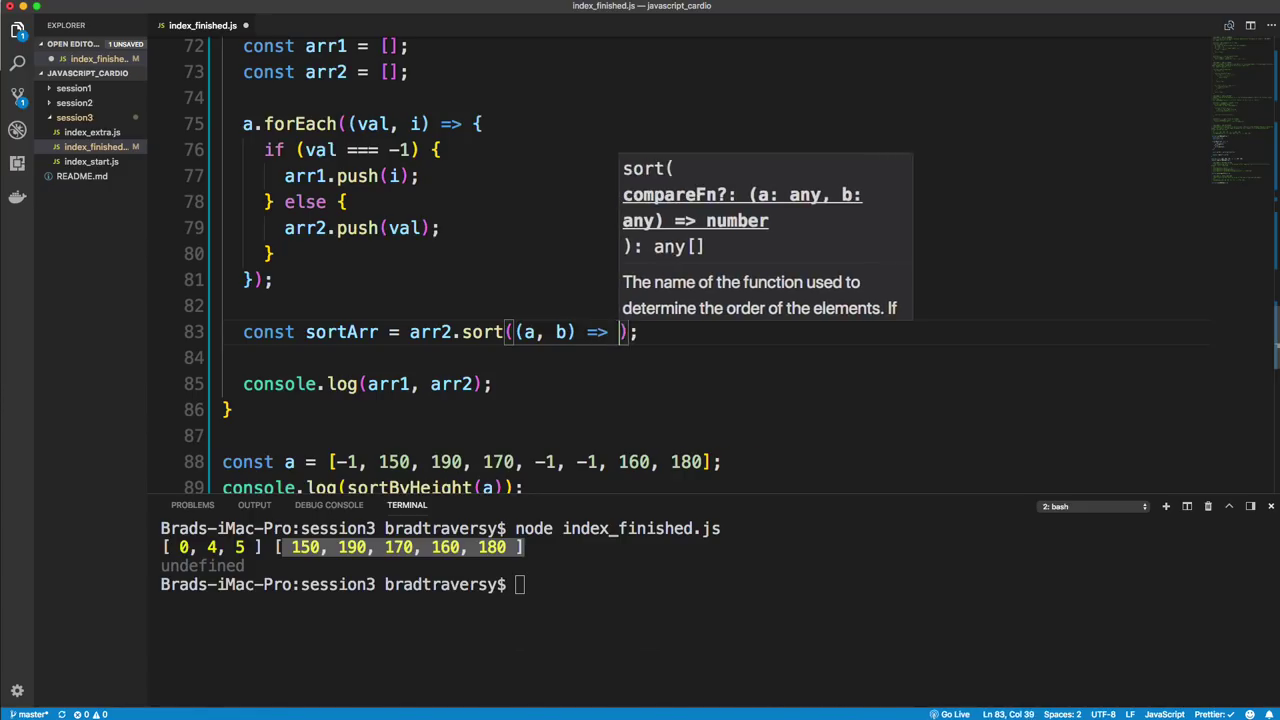 index_finished.js — javascript_cardio
EXPLORER
OPEN EDITO... 1 UNSAVED
index_finishe... M
JAVASCRIPT_CARDIO
session1
session2
session3
index_extra.js
index_finished... M
index_start.js
README.md
index_finished.js
72 const arr1 = [];
73 const arr2 = [];
74
75 a.forEach((val, i) => {
76 if (val === -1) {
77 arr1.push(i);
78 } else {
79 arr2.push(val);
80 }
81 });
82
83 const sortArr = arr2.sort((a, b) => );
84
85 console.log(arr1, arr2);
86 }
87
88 const a = [-1, 150, 190, 170, -1, -1, 160, 180];
89 console.log(sortByHeight(a));
sort(
compareFn?: (a: any, b:
any) => number
): any[]
The name of the function used to
determine the order of the elements. If
PROBLEMS OUTPUT DEBUG CONSOLE TERMINAL 2: bash
Brads-iMac-Pro:session3 bradtraversy$ node index_finished.js
[ 0, 4, 5 ] [ 150, 190, 170, 160, 180 ]
undefined
Brads-iMac-Pro:session3 bradtraversy$
master* 0 0 Go Live Ln 83, Col 39 Spaces: 2 UTF-8 LF JavaScript Prettier: ✓